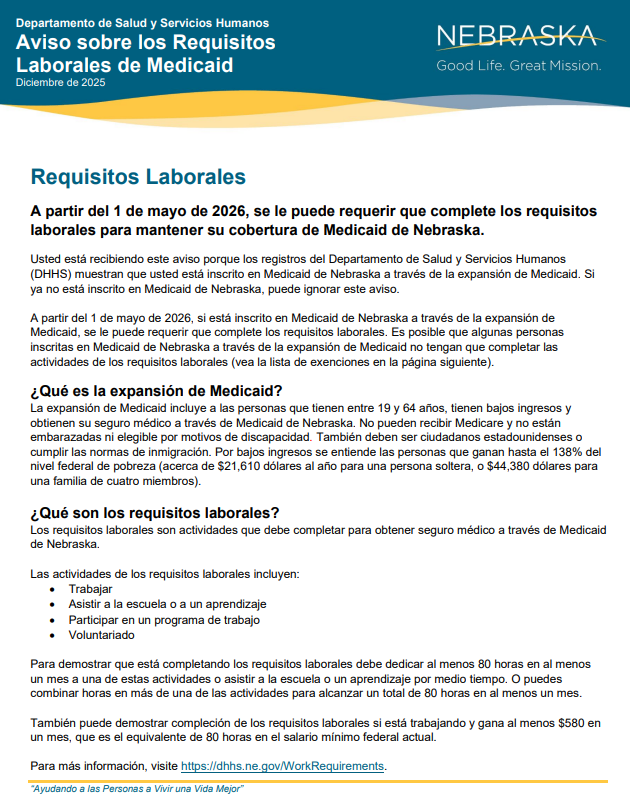 Departamento de Salud y Servicios Humanos
Aviso sobre los Requisitos
Laborales de Medicaid
Diciembre de 2025
NEBRASKA
Good Life. Great Mission.
Requisitos Laborales
A partir del 1 de mayo de 2026, se le puede requerir que complete los requisitos
laborales para mantener su cobertura de Medicaid de Nebraska.
Usted está recibiendo este aviso porque los registros del Departamento de Salud y Servicios Humanos
(DHHS) muestran que usted está inscrito en Medicaid de Nebraska a través de la expansión de Medicaid. Si
ya no está inscrito en Medicaid de Nebraska, puede ignorar este aviso.
A partir del 1 de mayo de 2026, si está inscrito en Medicaid de Nebraska a través de la expansión de
Medicaid, se le puede requerir que complete los requisitos laborales. Es posible que algunas personas
inscritas en Medicaid de Nebraska a través de la expansión de Medicaid no tengan que completar las
actividades de los requisitos laborales (vea la lista de exenciones en la página siguiente).
¿Qué es la expansión de Medicaid?
La expansión de Medicaid incluye a las personas que tienen entre 19 y 64 años, tienen bajos ingresos y
obtienen su seguro médico a través de Medicaid de Nebraska. No pueden recibir Medicare y no están
embarazadas ni elegible por motivos de discapacidad. También deben ser ciudadanos estadounidenses o
cumplir las normas de inmigración. Por bajos ingresos se entiende las personas que ganan hasta el 138% del
nivel federal de pobreza (acerca de $21,610 dólares al año para una persona soltera, o $44,380 dólares para
una familia de cuatro miembros).
¿Qué son los requisitos laborales?
Los requisitos laborales son actividades que debe completar para obtener seguro médico a través de Medicaid
de Nebraska.
Las actividades de los requisitos laborales incluyen:
• Trabajar
• Asistir a la escuela o a un aprendizaje
• Participar en un programa de trabajo
• Voluntariado
Para demostrar que está completando los requisitos laborales debe dedicar al menos 80 horas en al menos
un mes a una de estas actividades o asistir a la escuela o un aprendizaje por medio tiempo. O puedes
combinar horas en más de una de las actividades para alcanzar un total de 80 horas en al menos un mes.
También puede demostrar compleción de los requisitos laborales si está trabajando y gana al menos $580 en
un mes, que es el equivalente de 80 horas en el salario mínimo federal actual.
Para más información, visite https://dhhs.ne.gov/WorkRequirements.
"Ayudando a las Personas a Vivir una Vida Mejor"